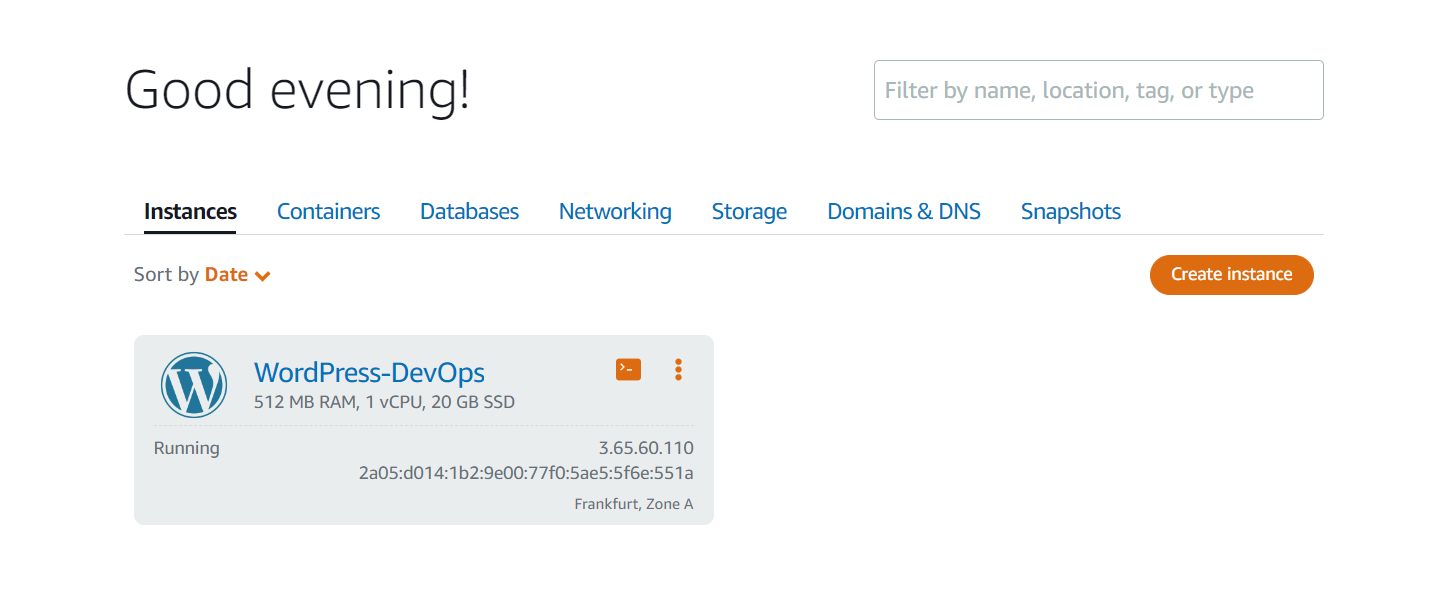 Good evening!
Filter by name, location, tag, or type
Instances Containers Databases Networking Storage Domains & DNS Snapshots
Sort by Date
Create instance
WordPress-DevOps
512 MB RAM, 1 vCPU, 20 GB SSD
Running
3.65.60.110
2a05:d014:1b2:9e00:77f0:5ae5:5f6e:551a
Frankfurt, Zone A